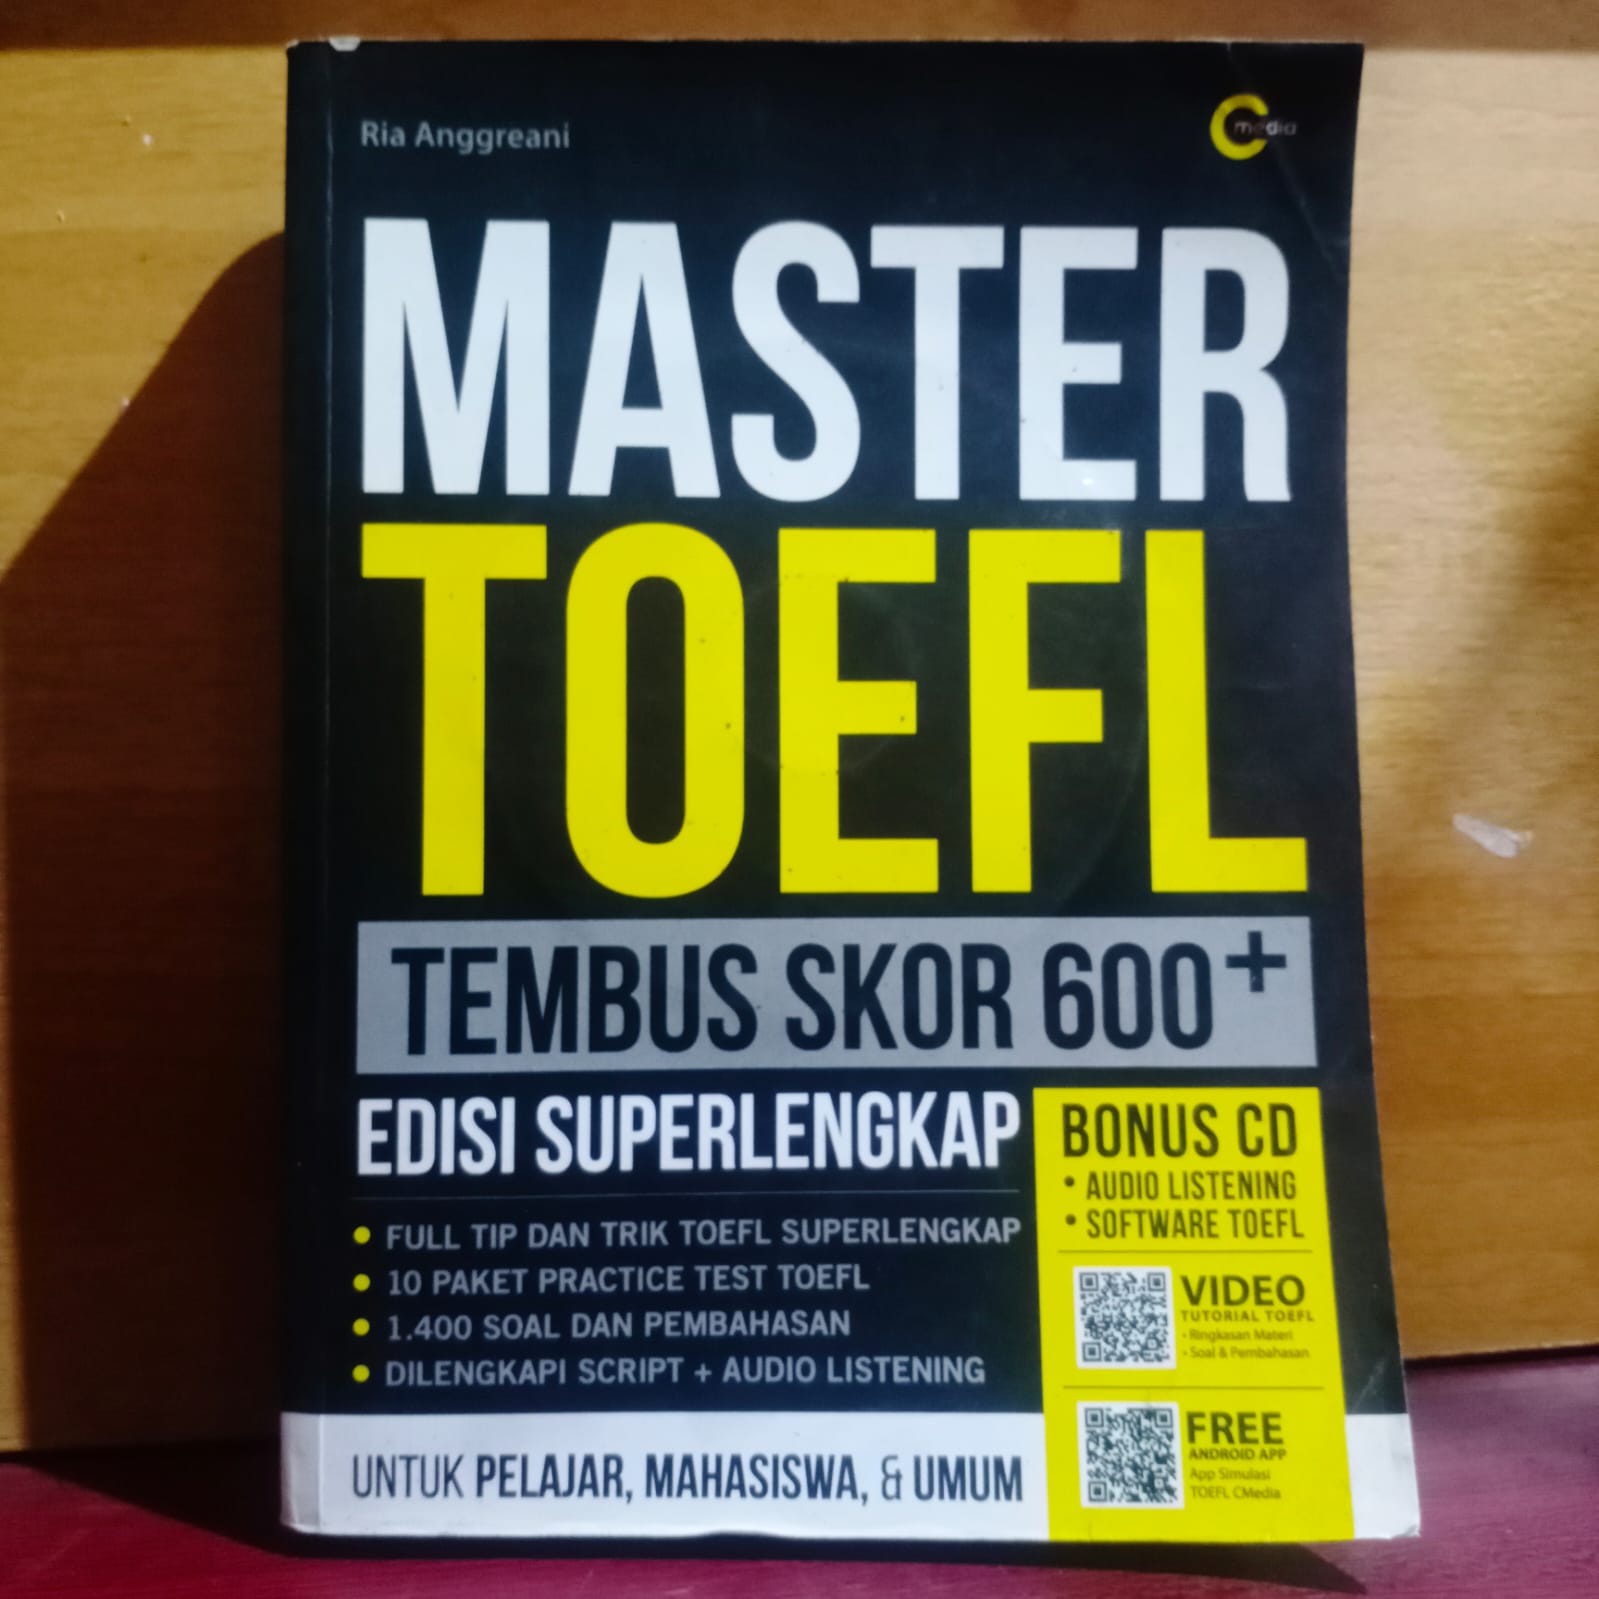 Ria Anggreani
Cmedia
MASTER
TOEFL
TEMBUS SKOR 600+
EDISI SUPERLENGKAP
• FULL TIP DAN TRIK TOEFL SUPERLENGKAP
• 10 PAKET PRACTICE TEST TOEFL
• 1.400 SOAL DAN PEMBAHASAN
• DILENGKAPI SCRIPT + AUDIO LISTENING
UNTUK PELAJAR, MAHASISWA, & UMUM
BONUS CD
• AUDIO LISTENING
• SOFTWARE TOEFL
VIDEO
TUTORIAL TOEFL
• Ringkasan Materi
• Soal & Pembahasan
FREE
ANDROID APP
App Simulasi
TOEFL CMedia